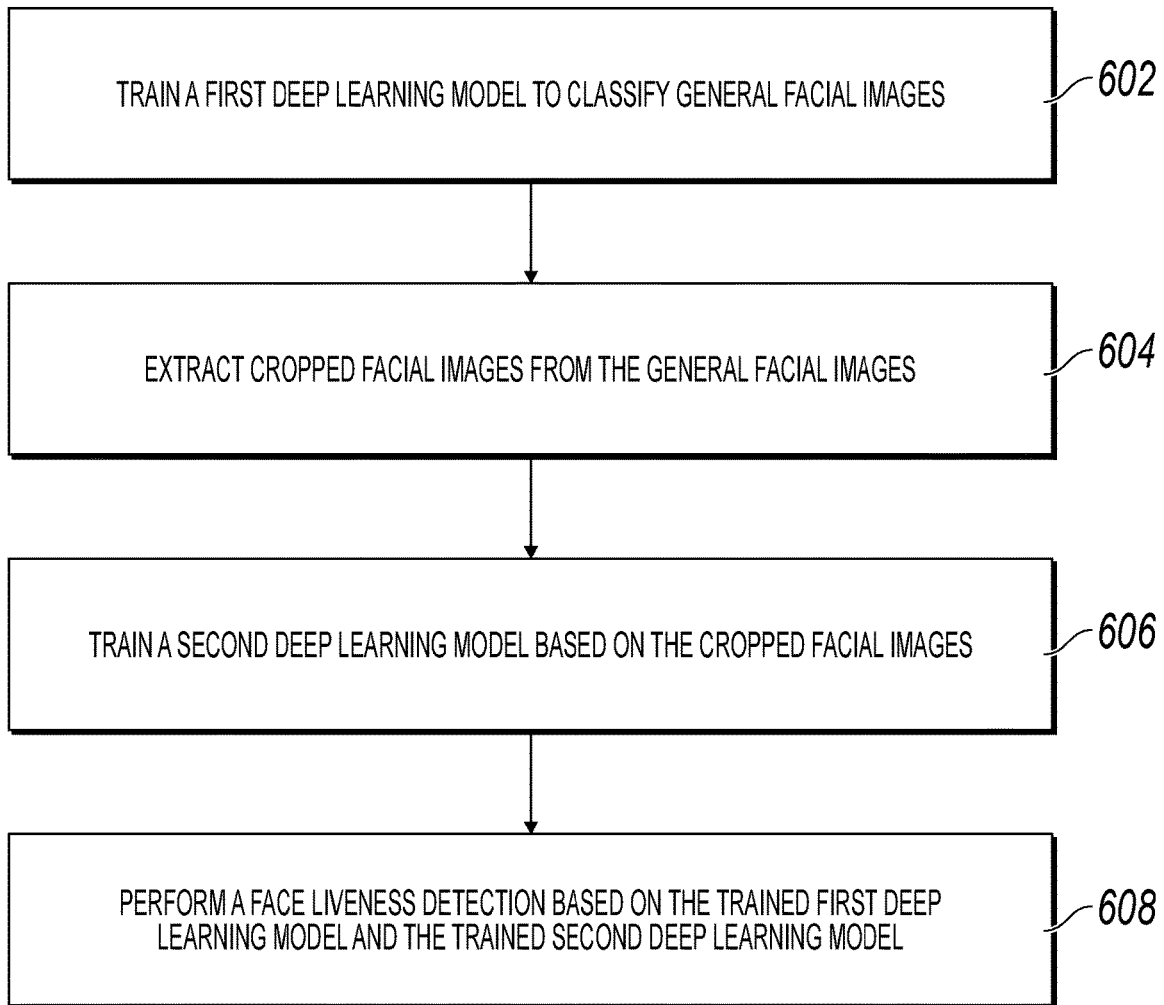 TRAIN A FIRST DEEP LEARNING MODEL TO CLASSIFY GENERAL FACIAL IMAGES
602
EXTRACT CROPPED FACIAL IMAGES FROM THE GENERAL FACIAL IMAGES
604
TRAIN A SECOND DEEP LEARNING MODEL BASED ON THE CROPPED FACIAL IMAGES
606
PERFORM A FACE LIVENESS DETECTION BASED ON THE TRAINED FIRST DEEP
LEARNING MODEL AND THE TRAINED SECOND DEEP LEARNING MODEL
608